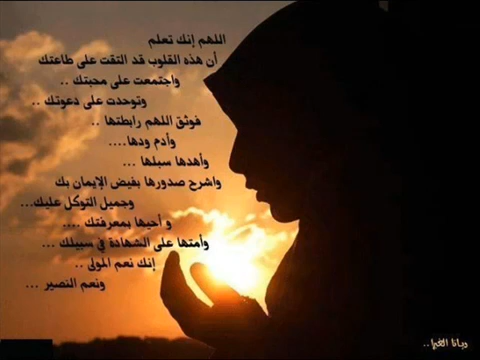 اللهم إنك تعلم
أن هذه القلوب قد التقت على طاعتك
واجتمعت على محبتك ..
وتوحدت على دعوتك ..
فوثق اللهم رابطتها ..
وأدم ودها....
وأهدها سبلها ...
واشرح صدورها بفيض الإيمان بك
وجميل التوكل عليك...
و أحيها بمعرفتك ....
وأمتها على الشهادة في سبيلك ...
إنك نعم المولى ..
ونعم النصير ...